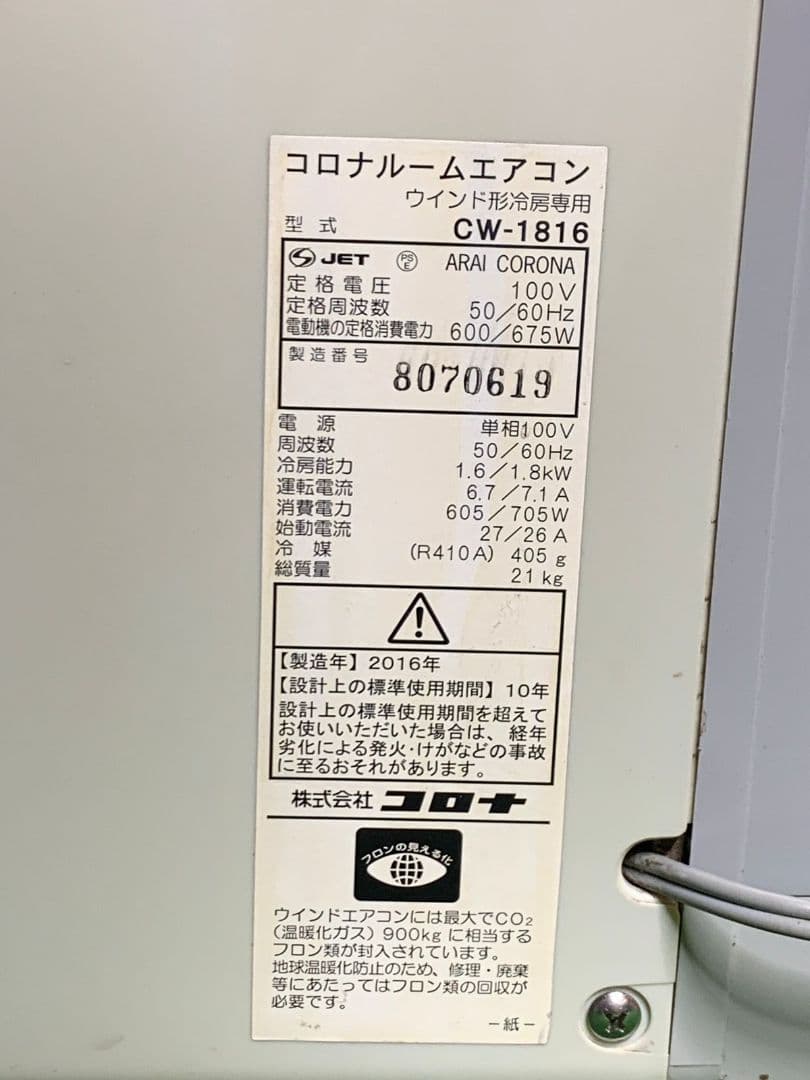 コロナルームエアコン
ウインド形冷房専用
型式 CW-1816
JET PSE ARAI CORONA
定格電圧 100V
定格周波数 50/60Hz
電動機の定格消費電力 600/675W
製造番号
8070619
電源 単相100V
周波数 50/60Hz
冷房能力 1.6/1.8kW
運転電流 6.7/7.1A
消費電力 605/705W
始動電流 27/26A
冷媒 (R410A) 405g
総質量 21kg
【製造年】2016年
【設計上の標準使用期間】10年
設計上の標準使用期間を超えて
お使いいただいた場合は、経年
劣化による発火・けがなどの事故
に至るおそれがあります。
株式会社コロナ
フロンの見える化
ウインドエアコンには最大でCO₂
(温暖化ガス)900kgに相当する
フロン類が封入されています。
地球温暖化防止のため、修理・廃棄
等にあたってはフロン類の回収が
必要です。
-紙-